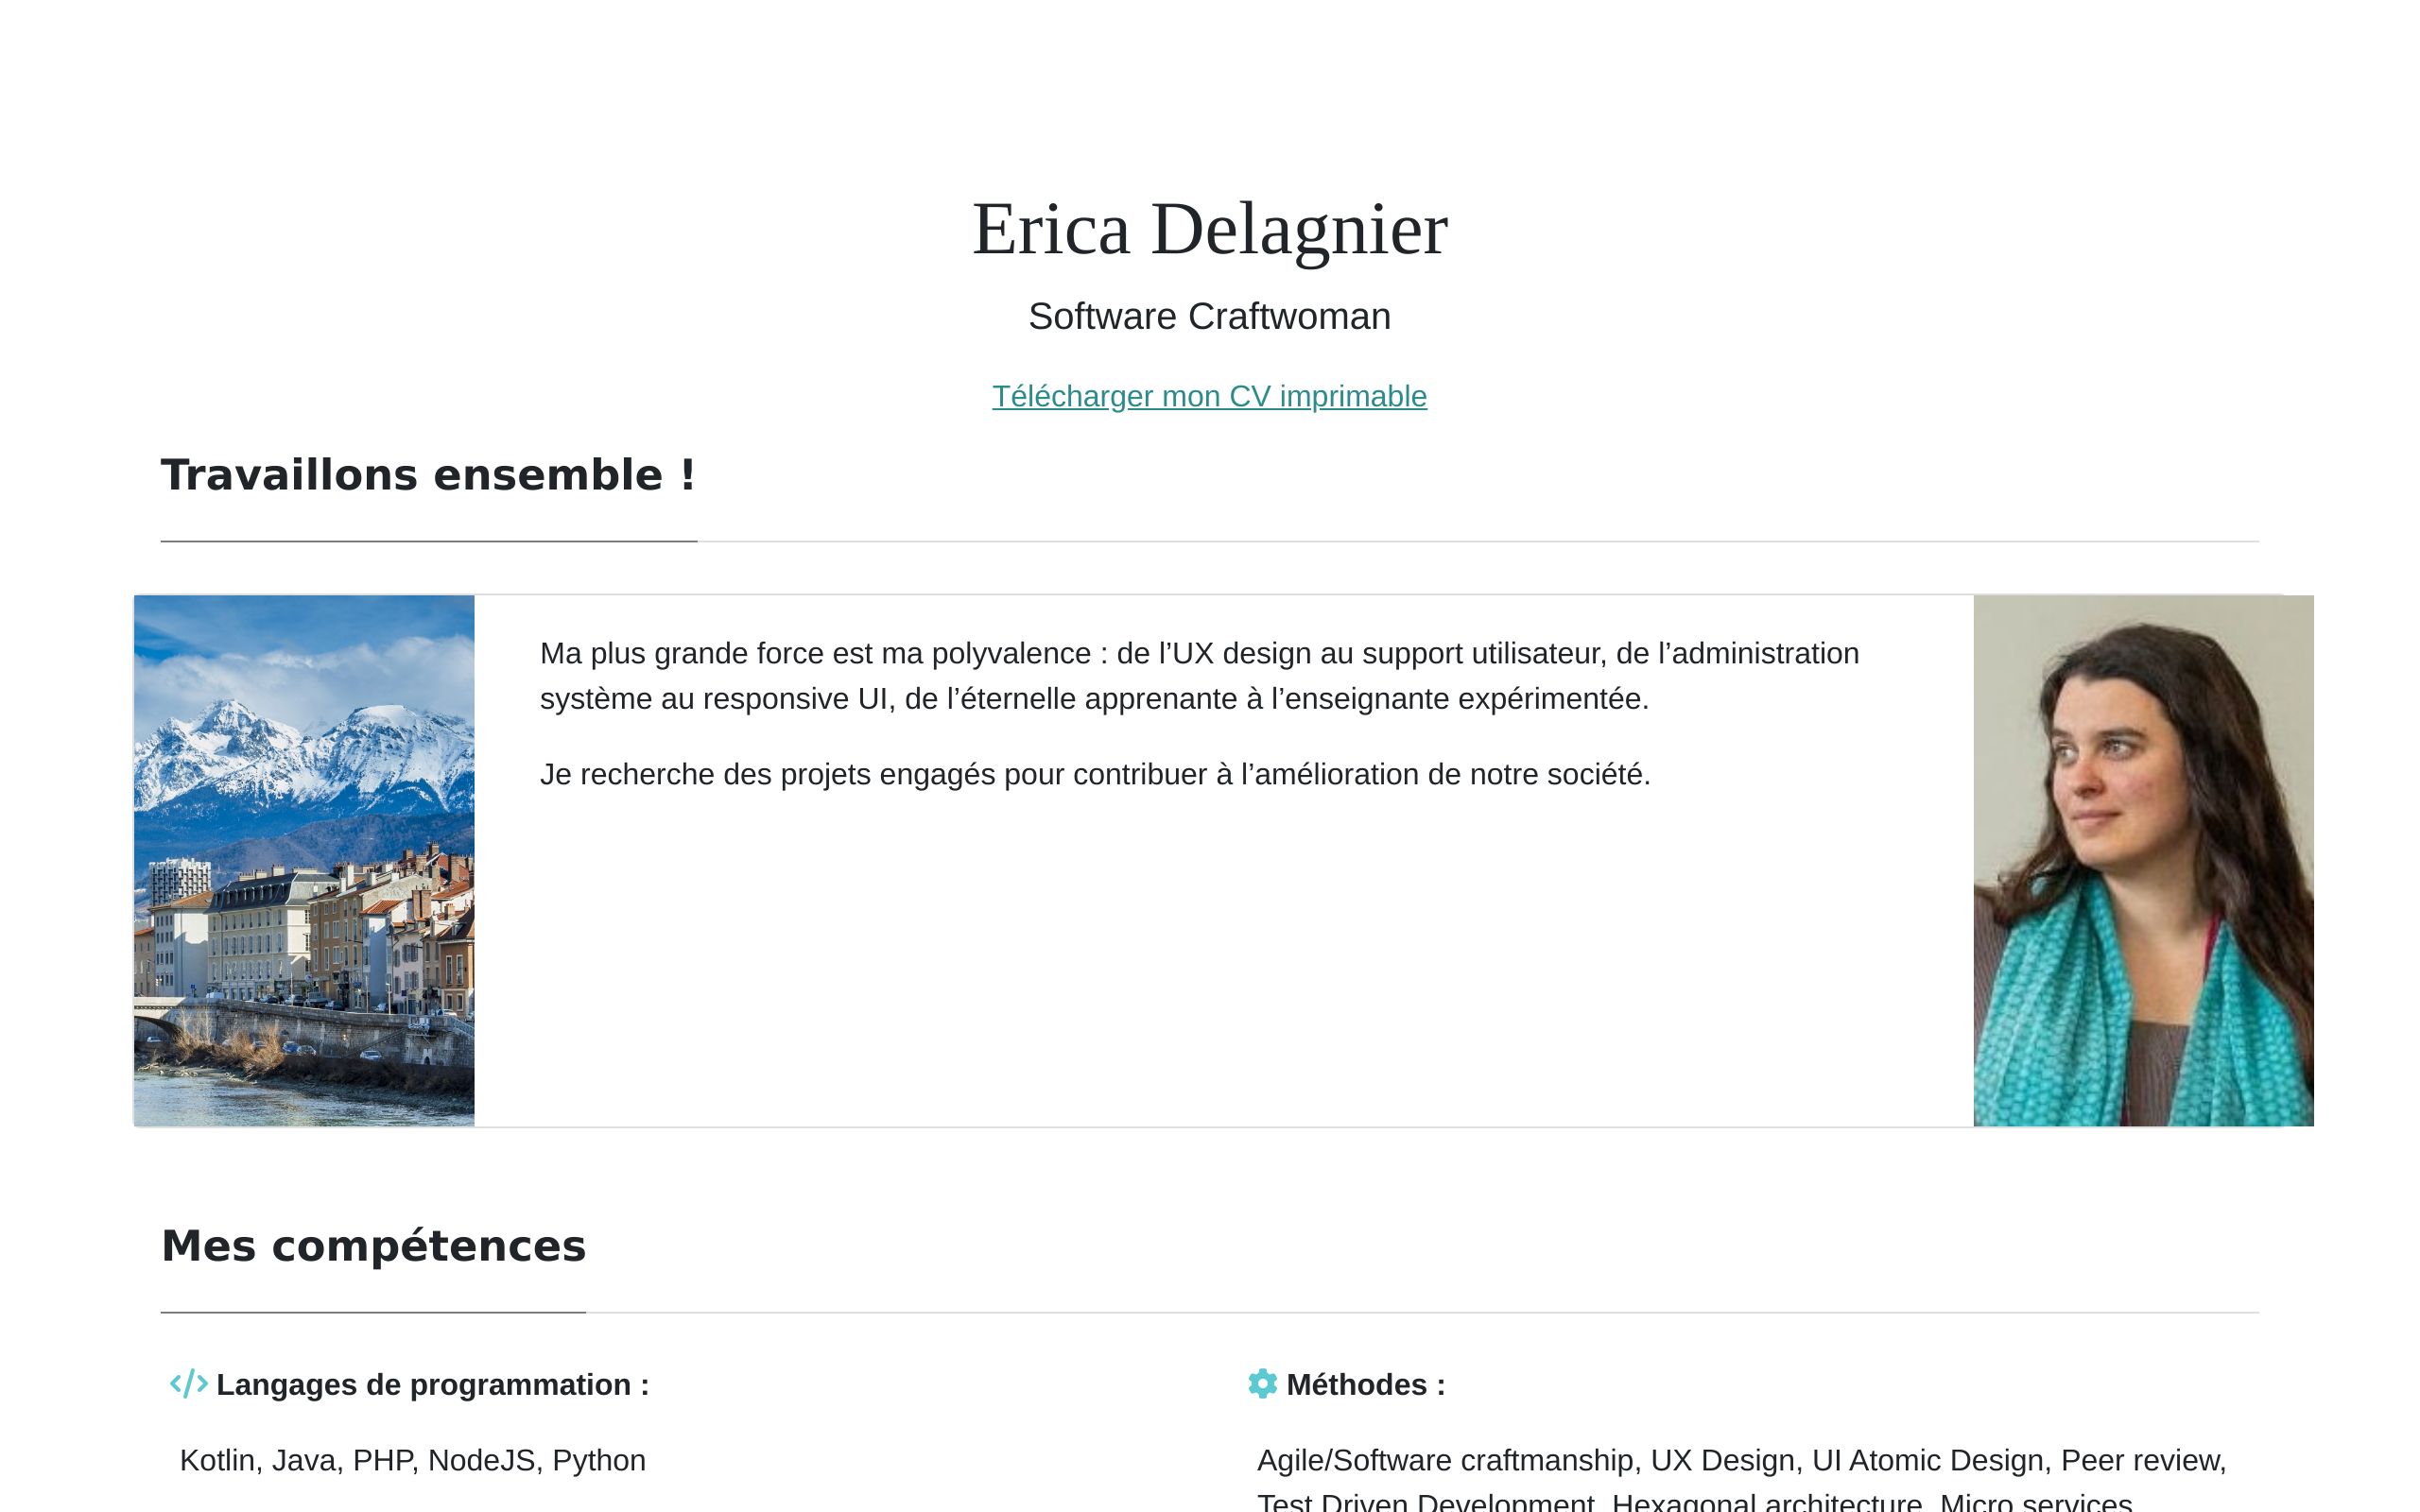 Erica Delagnier
Software Craftwoman
Télécharger mon CV imprimable
Travaillons ensemble !
Ma plus grande force est ma polyvalence : de l’UX design au support utilisateur, de l’administration
système au responsive UI, de l’éternelle apprenante à l’enseignante expérimentée.
Je recherche des projets engagés pour contribuer à l’amélioration de notre société.
Mes compétences
Langages de programmation :
Kotlin, Java, PHP, NodeJS, Python
Méthodes :
Agile/Software craftmanship, UX Design, UI Atomic Design, Peer review,
Test Driven Development, Hexagonal architecture, Micro services